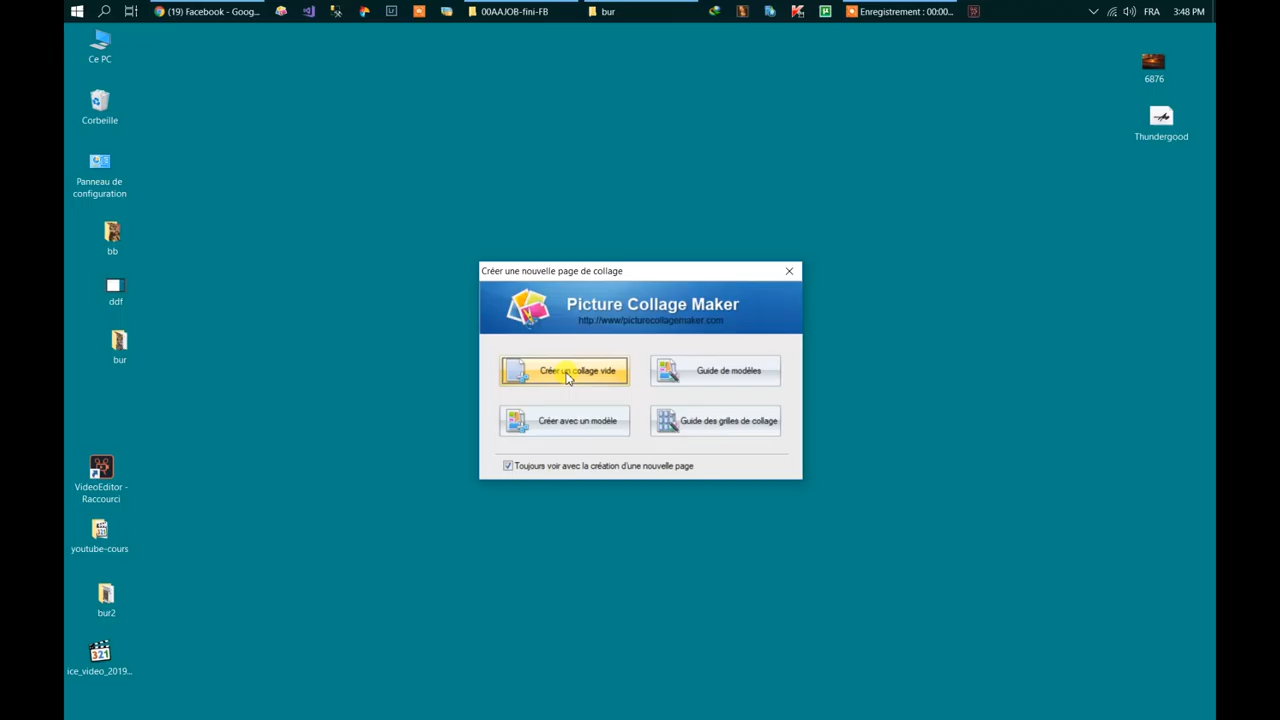 (19) Facebook - Goog...
00AAJOB-fini-FB
bur
Enregistrement : 00:00...
FRA
3:48 PM
Ce PC
Corbeille
Panneau de
configuration
bb
ddf
bur
VideoEditor -
Raccourci
youtube-cours
bur2
ice_video_2019...
6876
Thundergood
Créer une nouvelle page de collage
Picture Collage Maker
http://www/picturecollagemaker.com
Créer un collage vide
Guide de modèles
Créer avec un modèle
Guide des grilles de collage
Toujours voir avec la création d'une nouvelle page